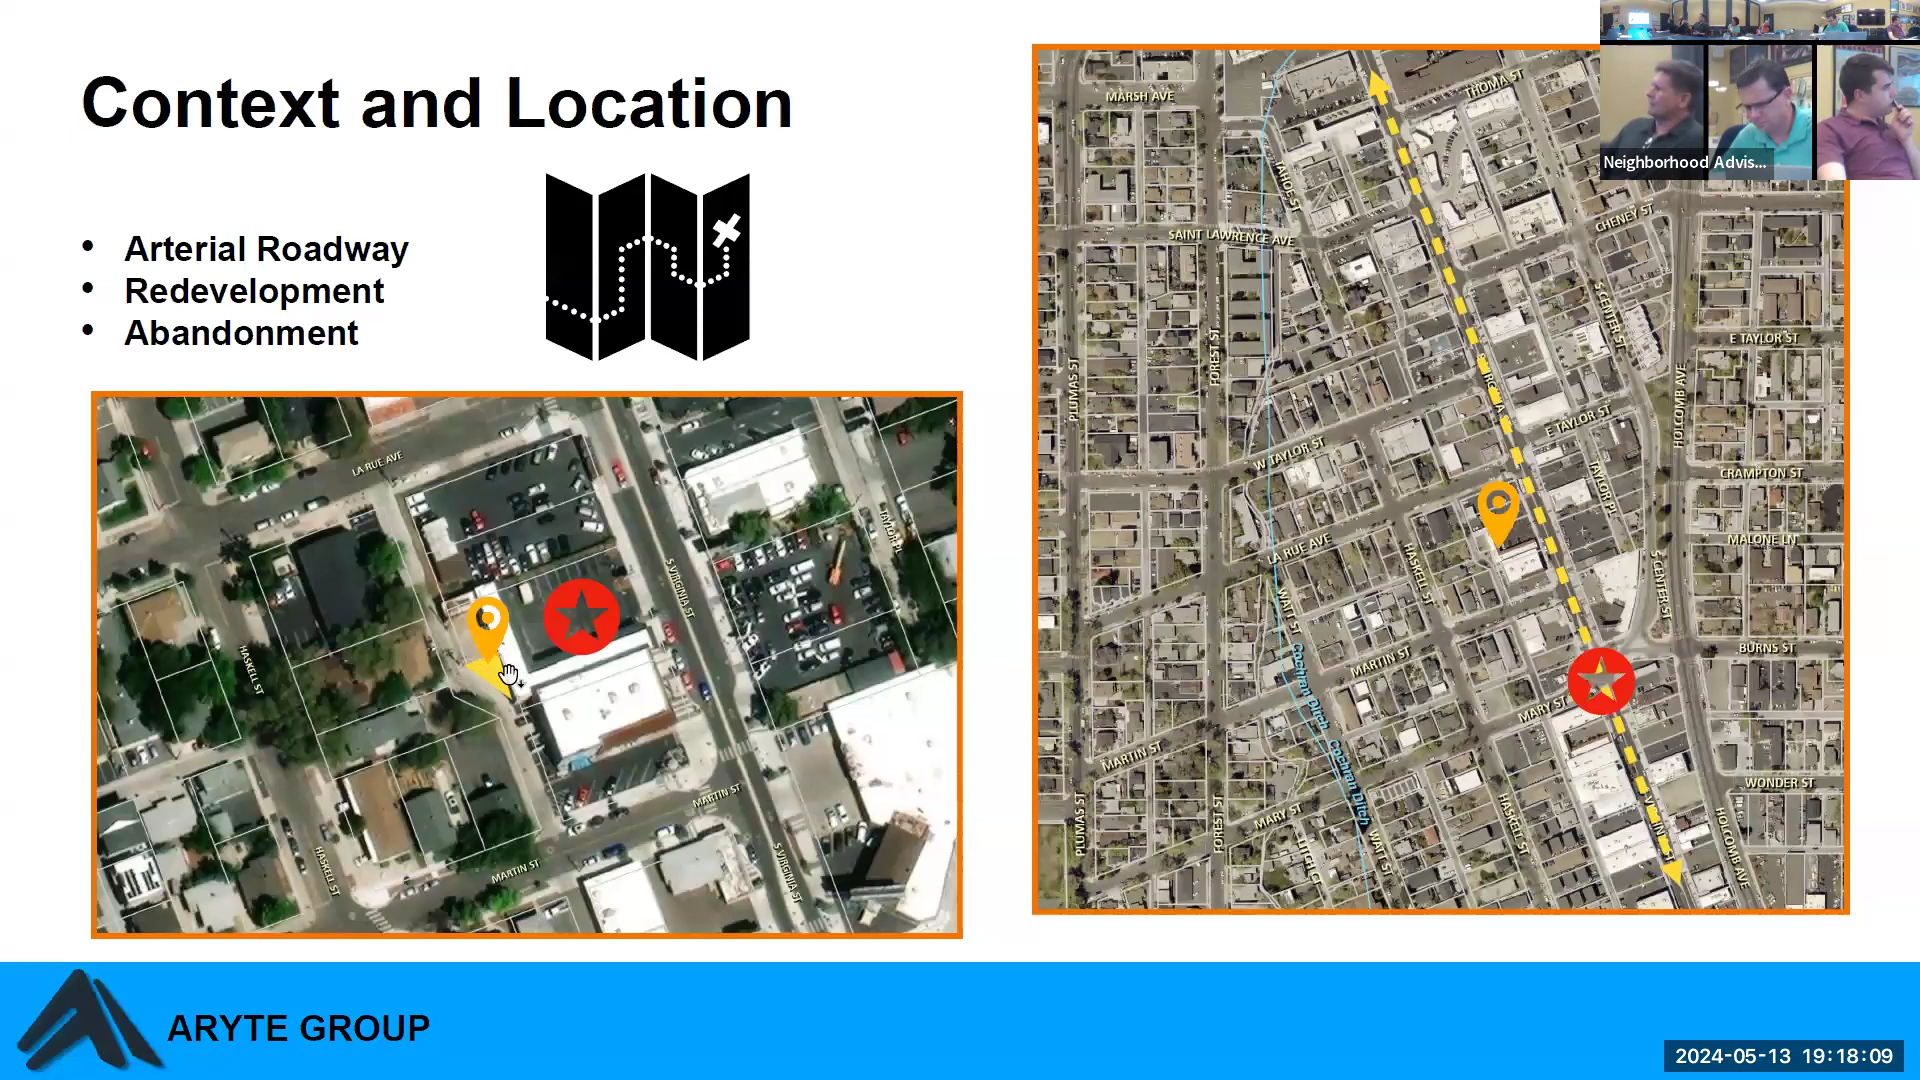 Context and Location
Neighborhood Advis...
Arterial Roadway
Redevelopment
Abandonment
LA RUE AVE
S VIRGINIA ST
TAYLOR PL
HASKELL ST
MARTIN ST
HASKELL ST
MARTIN ST
S VIRGINIA ST
MARSH AVE
THOMA ST
TAHOE ST
CHENEY ST
SAINT LAWRENCE AVE
S CENTER ST
E TAYLOR ST
FOREST ST
PLUMAS ST
HOLCOMB AVE
E TAYLOR ST
W TAYLOR ST
TAYLOR PL
CRAMPTON ST
LA RUE AVE
HASKELL ST
MALONE LN
WATT ST
S CENTER ST
BURNS ST
MARTIN ST
Cochran Ditch
MARY ST
MARTIN ST
Cochran Ditch
WONDER ST
PLUMAS ST
FOREST ST
MARY ST
WATT ST
HASKELL ST
HOLCOMB AVE
ARYTE GROUP
2024-05-13 19:18:09